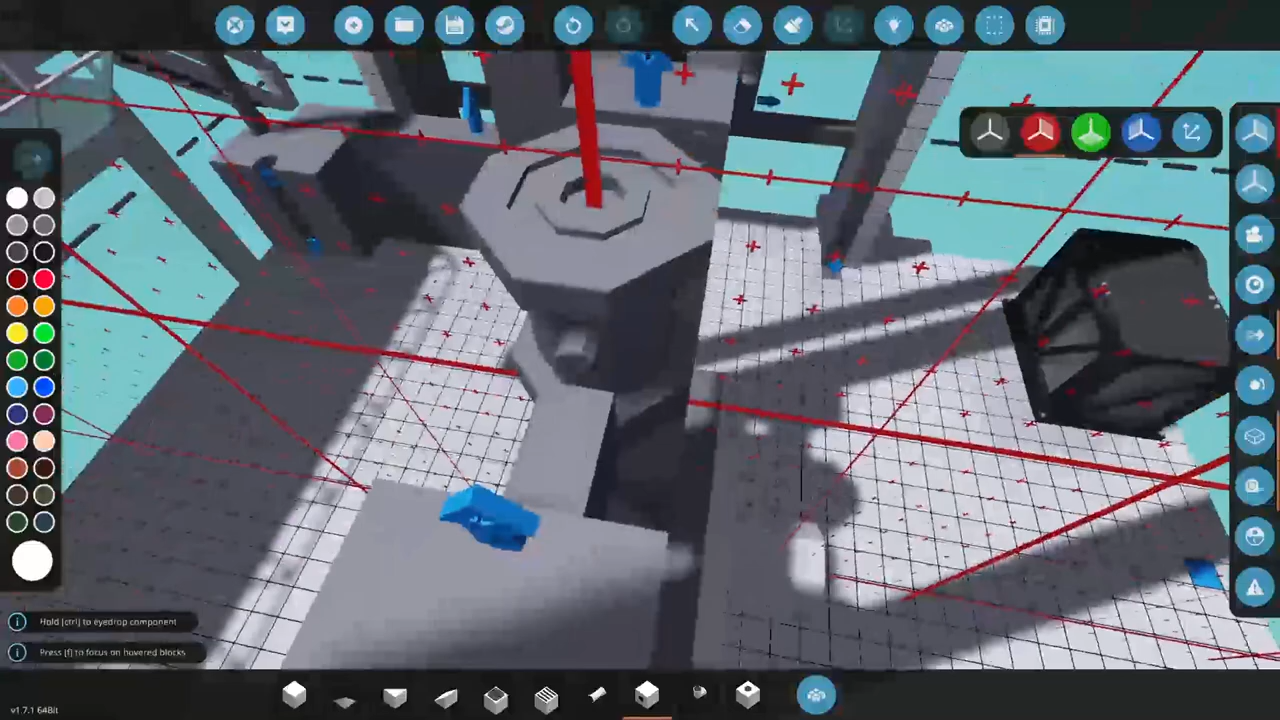 Hold [ctrl] to eyedrop component
Press [f] to focus on hovered blocks
v1.7.1 64Bit